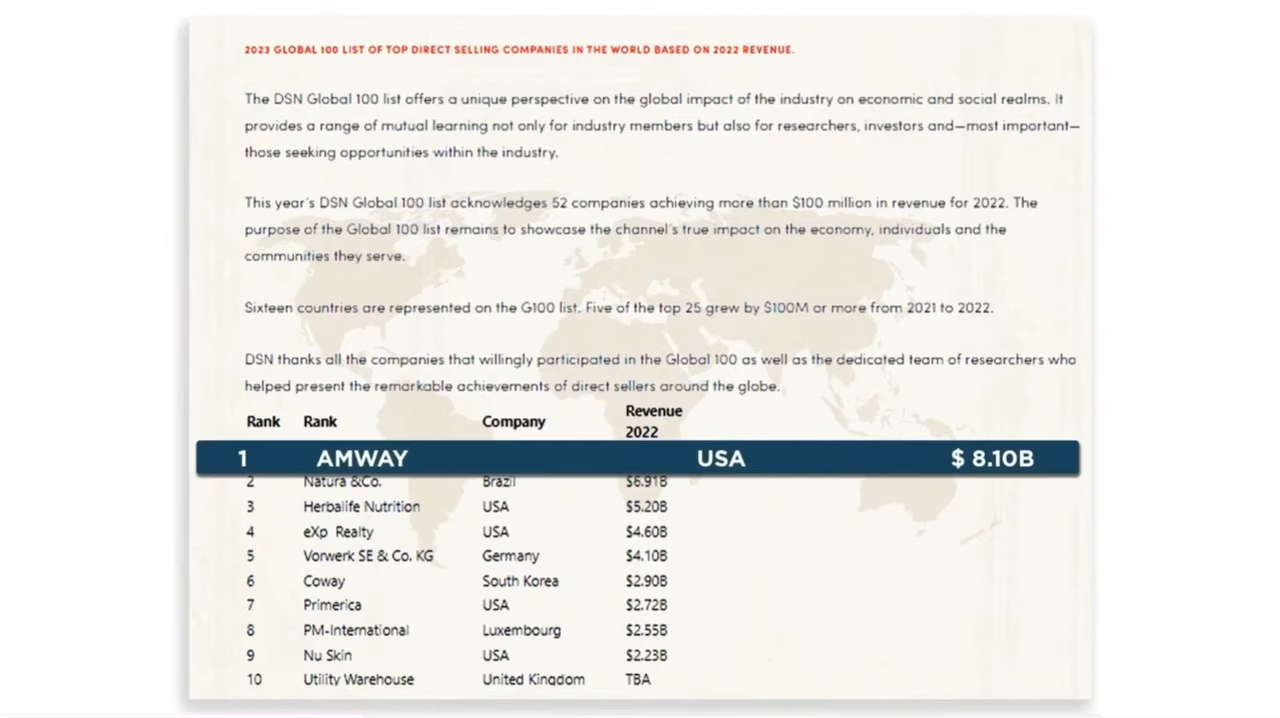 2023 GLOBAL 100 LIST OF TOP DIRECT SELLING COMPANIES IN THE WORLD BASED ON 2022 REVENUE.
The DSN Global 100 list offers a unique perspective on the global impact of the industry on economic and social realms. It
provides a range of mutual learning not only for industry members but also for researchers, investors and—most important—
those seeking opportunities within the industry.
This year's DSN Global 100 list acknowledges 52 companies achieving more than $100 million in revenue for 2022. The
purpose of the Global 100 list remains to showcase the channel's true impact on the economy, individuals and the
communities they serve.
Sixteen countries are represented on the G100 list. Five of the top 25 grew by $100M or more from 2021 to 2022.
DSN thanks all the companies that willingly participated in the Global 100 as well as the dedicated team of researchers who
helped present the remarkable achievements of direct sellers around the globe.
Rank Rank Company Revenue 2022
1 AMWAY USA $ 8.10B
2 Natura &Co. Brazil $6.91B
3 Herbalife Nutrition USA $5.20B
4 eXp Realty USA $4.60B
5 Vorwerk SE & Co. KG Germany $4.10B
6 Coway South Korea $2.90B
7 Primerica USA $2.72B
8 PM-International Luxembourg $2.55B
9 Nu Skin USA $2.23B
10 Utility Warehouse United Kingdom TBA